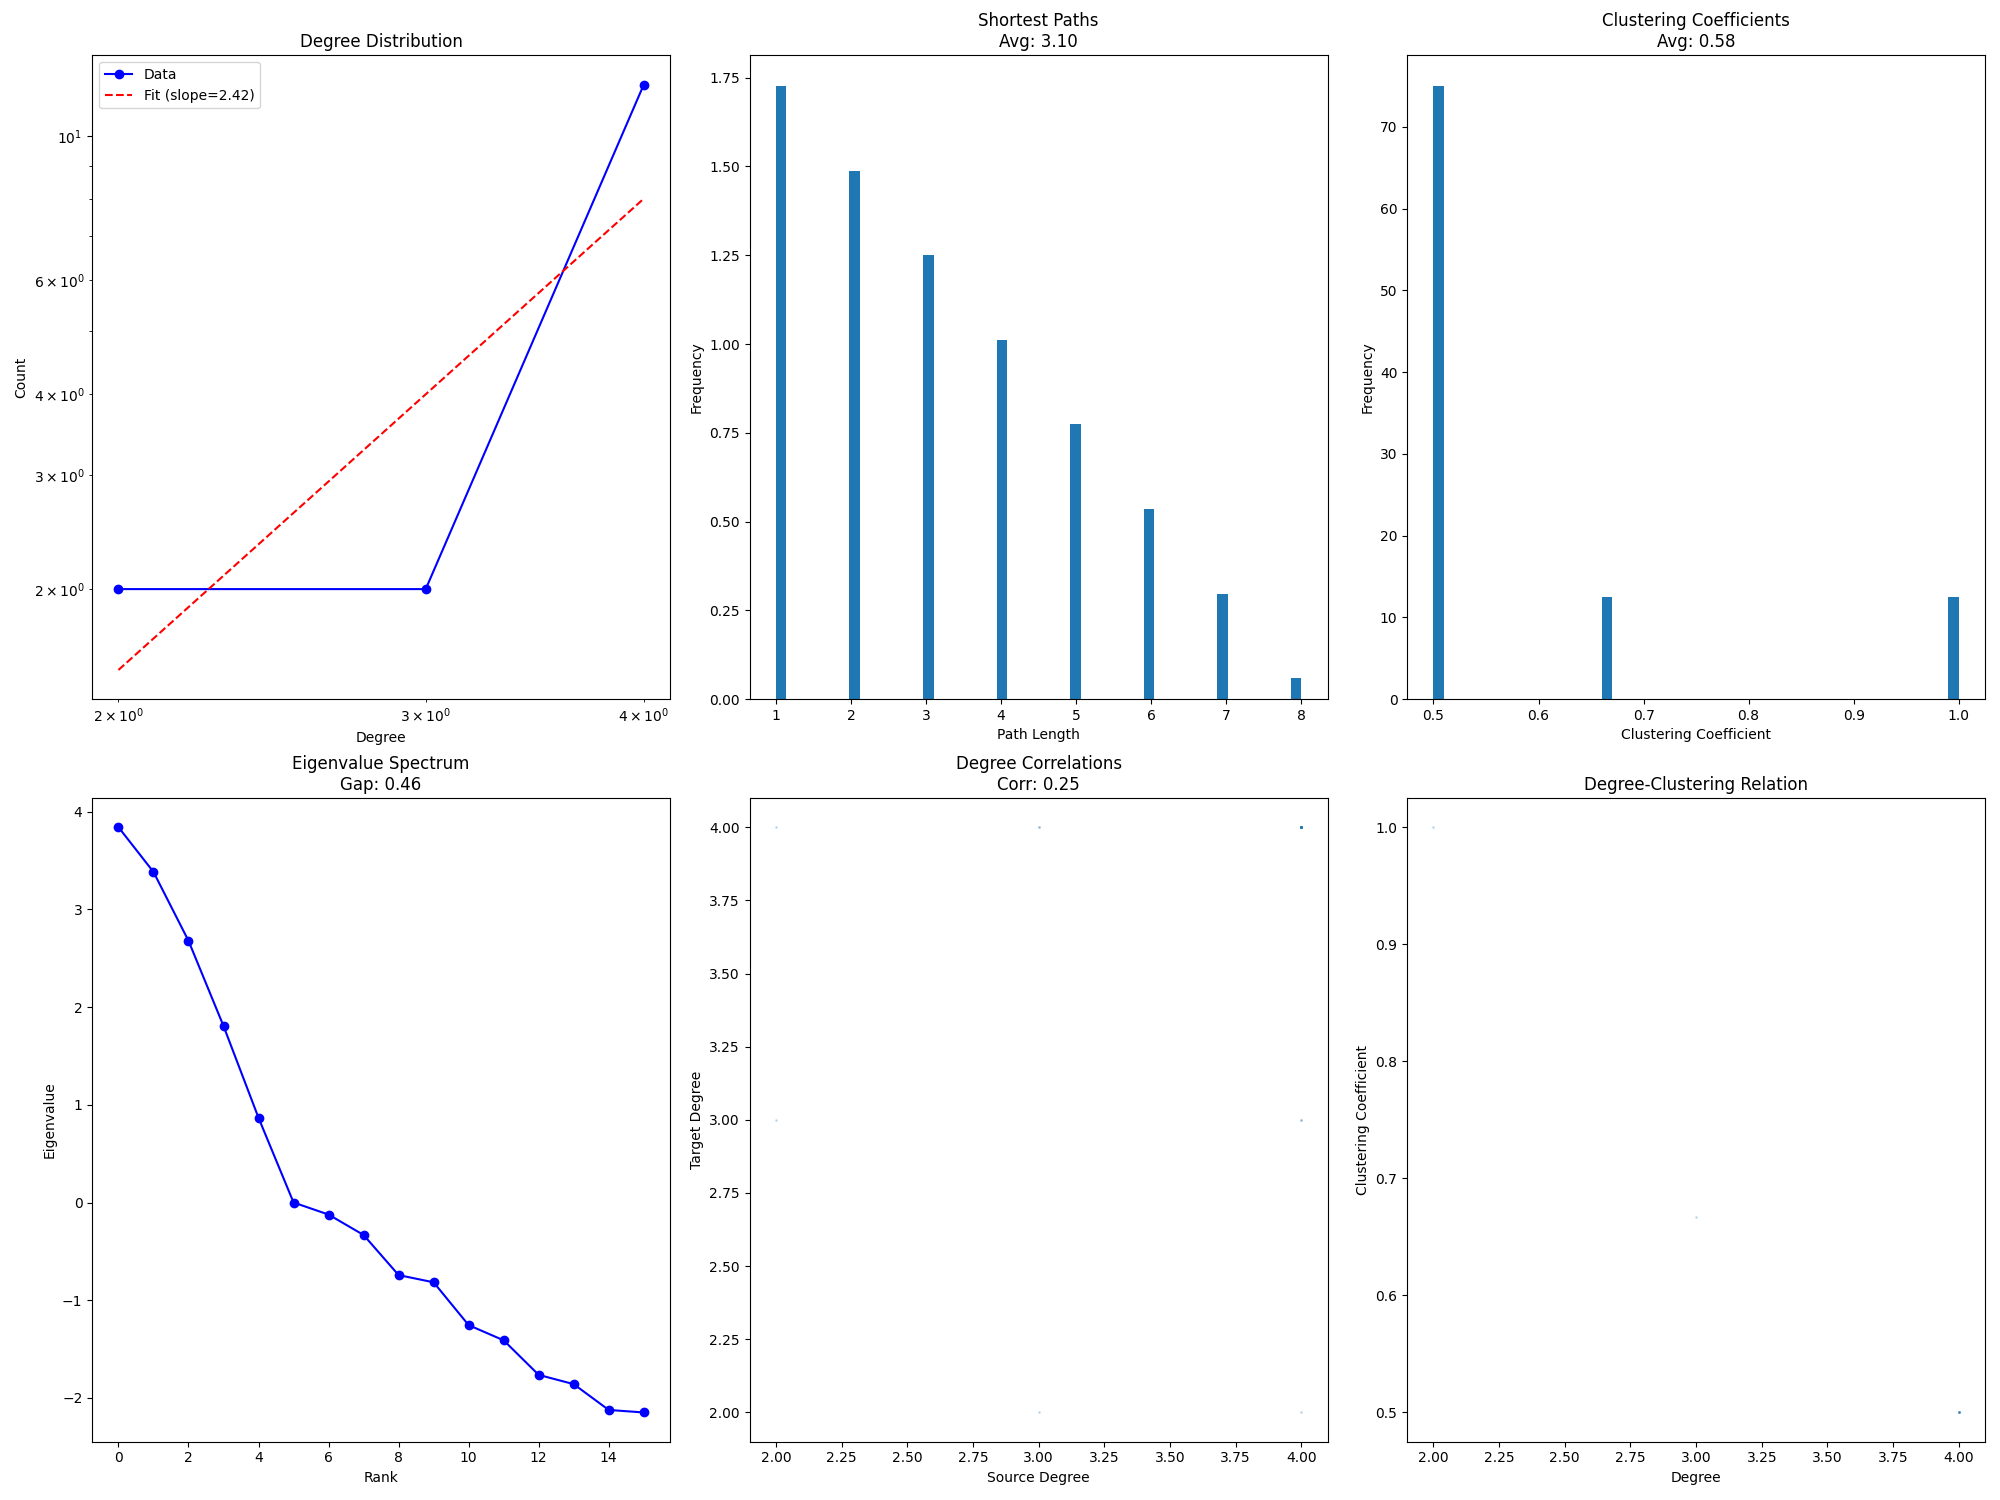 Degree Distribution
Data
Fit (slope=2.42)
10¹
6 × 10⁰
4 × 10⁰
3 × 10⁰
2 × 10⁰
Count
2 × 10⁰ 3 × 10⁰ 4 × 10⁰
Degree
Shortest Paths
Avg: 3.10
1.75
1.50
1.25
1.00
0.75
0.50
0.25
0.00
Frequency
1 2 3 4 5 6 7 8
Path Length
Clustering Coefficients
Avg: 0.58
70
60
50
40
30
20
10
0
Frequency
0.5 0.6 0.7 0.8 0.9 1.0
Clustering Coefficient
Eigenvalue Spectrum
Gap: 0.46
4
3
2
1
0
−1
−2
Eigenvalue
0 2 4 6 8 10 12 14
Rank
Degree Correlations
Corr: 0.25
4.00
3.75
3.50
3.25
3.00
2.75
2.50
2.25
2.00
Target Degree
2.00 2.25 2.50 2.75 3.00 3.25 3.50 3.75 4.00
Source Degree
Degree-Clustering Relation
1.0
0.9
0.8
0.7
0.6
0.5
Clustering Coefficient
2.00 2.25 2.50 2.75 3.00 3.25 3.50 3.75 4.00
Degree